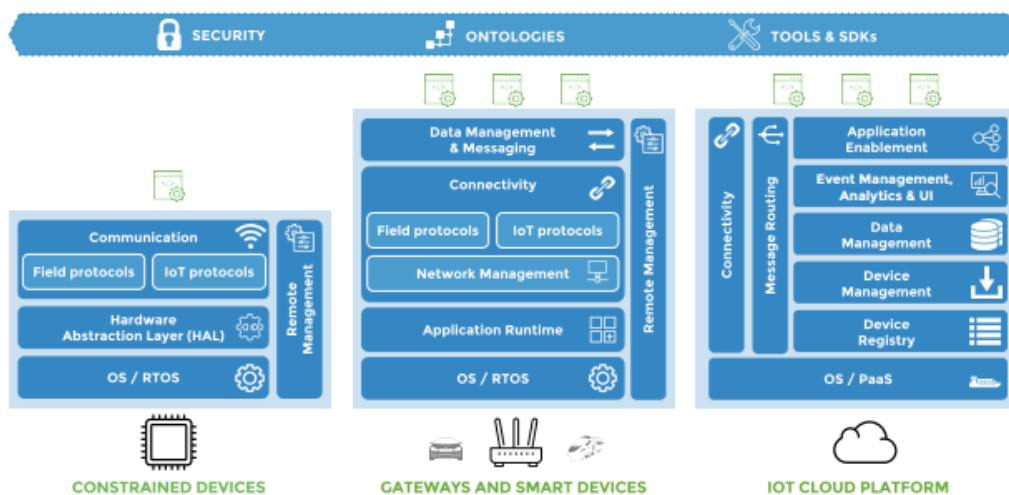 SECURITY
ONTOLOGIES
TOOLS & SDKs
Communication
Field protocols
IoT protocols
Hardware
Abstraction Layer (HAL)
OS / RTOS
Remote
Management
CONSTRAINED DEVICES
Data Management
& Messaging
Connectivity
Field protocols
IoT protocols
Network Management
Application Runtime
OS / RTOS
Remote Management
GATEWAYS AND SMART DEVICES
Connectivity
Message Routing
Application
Enablement
Event Management,
Analytics & UI
Data
Management
Device
Management
Device
Registry
OS / PaaS
IOT CLOUD PLATFORM